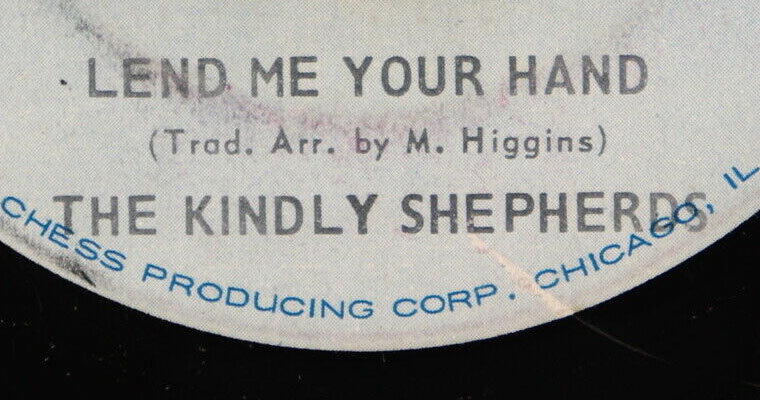 LEND ME YOUR HAND
(Trad. Arr. by M. Higgins)
THE KINDLY SHEPHERDS
CHESS PRODUCING CORP. CHICAGO, IL